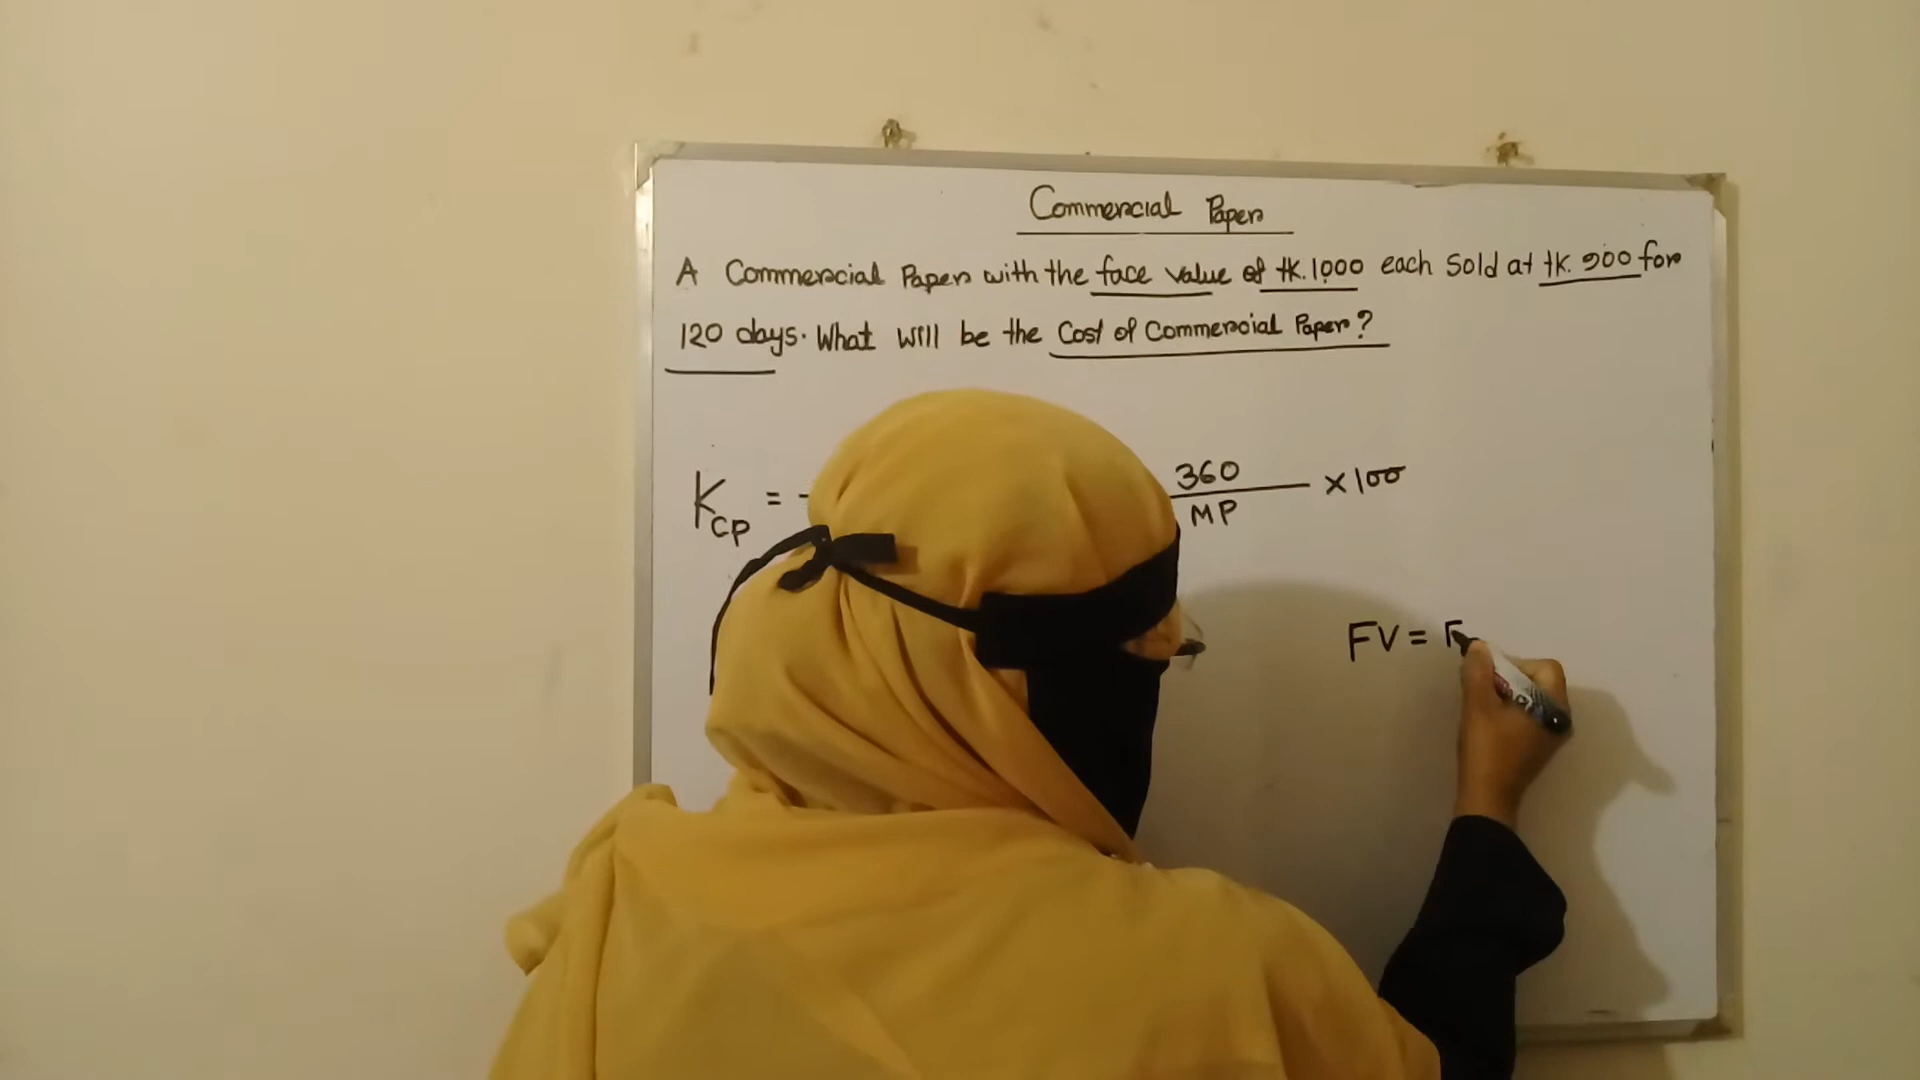 Commercial Paper
A Commercial Paper with the face value of tk. 1000 each Sold at tk. 900 for
120 days. What will be the Cost of Commercial Paper?
Kcp = 360 / MP × 100
FV = F